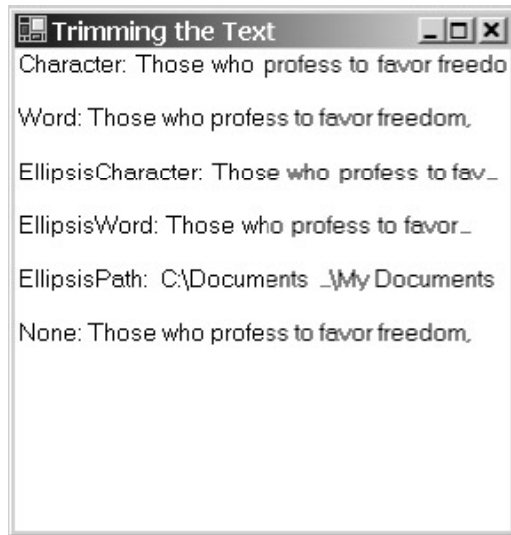 Trimming the Text
Character: Those who profess to favor freedo
Word: Those who profess to favor freedom,
EllipsisCharacter: Those who profess to fav...
EllipsisWord: Those who profess to favor...
EllipsisPath: C:\Documents ...\My Documents
None: Those who profess to favor freedom,